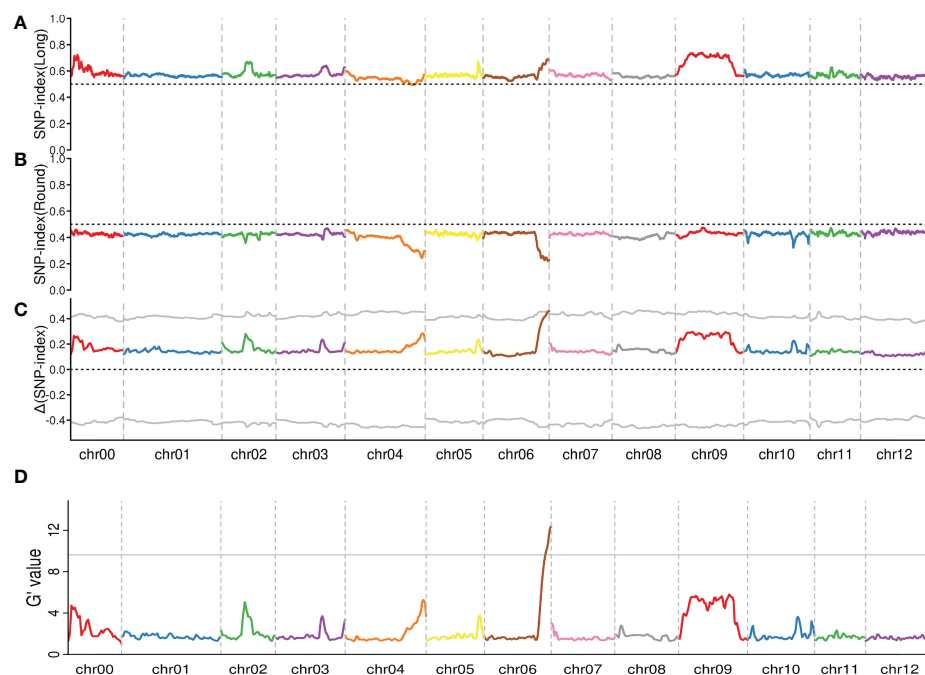 A
SNP-index(Long)
1.0
0.8
0.6
0.4
0.2
0.0
B
SNP-index(Round)
1.0
0.8
0.6
0.4
0.2
0.0
C
Δ(SNP-index)
0.4
0.2
0.0
-0.2
-0.4
chr00 chr01 chr02 chr03 chr04 chr05 chr06 chr07 chr08 chr09 chr10 chr11 chr12
D
G' value
12
8
4
0
chr00 chr01 chr02 chr03 chr04 chr05 chr06 chr07 chr08 chr09 chr10 chr11 chr12